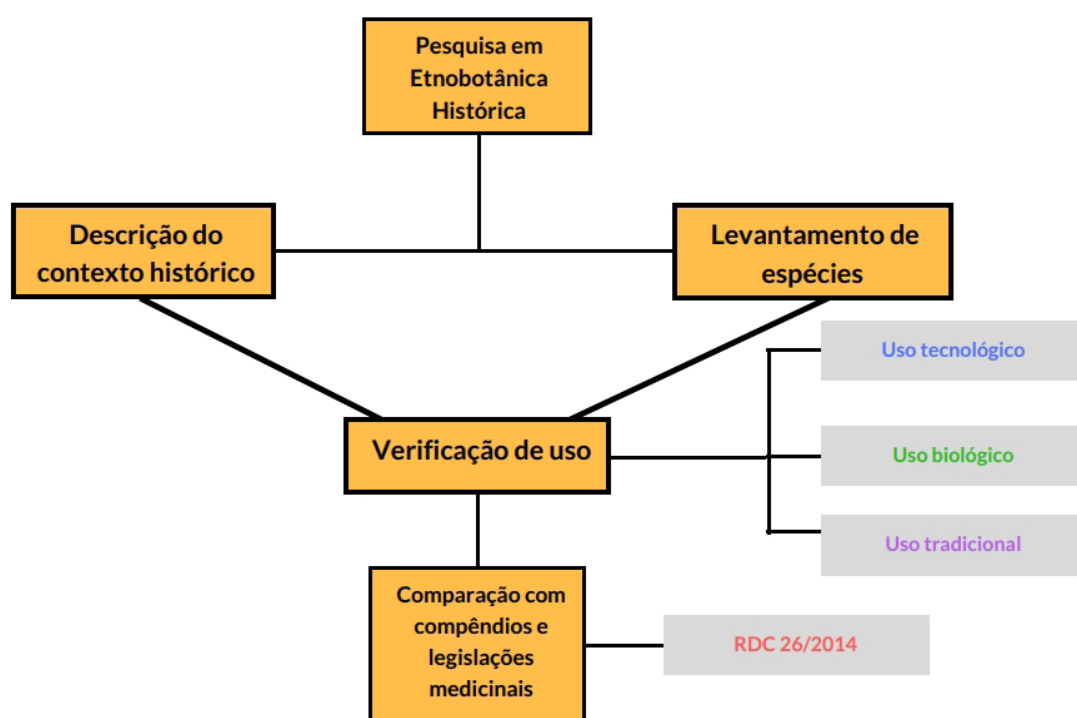 Pesquisa em
Etnobotânica
Histórica
Descrição do
contexto histórico
Levantamento de
espécies
Uso tecnológico
Verificação de uso
Uso biológico
Uso tradicional
Comparação com
compêndios e
legislações
medicinais
RDC 26/2014